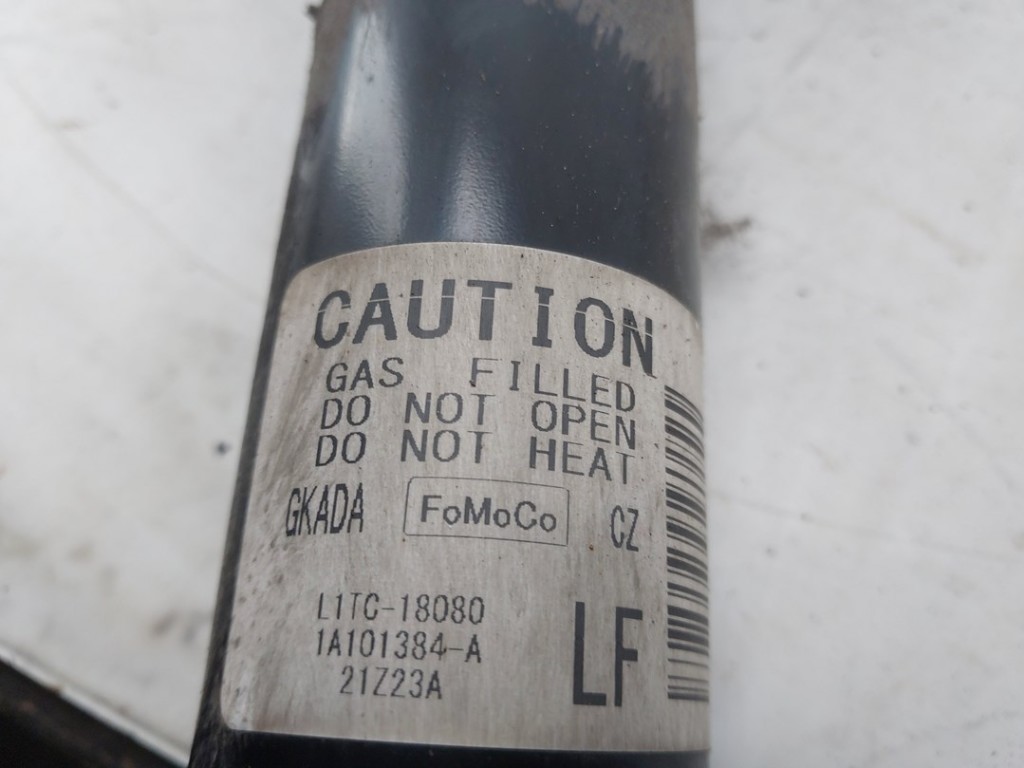 CAUTION
GAS FILLED
DO NOT OPEN
DO NOT HEAT
GKADA FoMoCo CZ
L1TC-18080
1A101384-A
21Z23A
LF